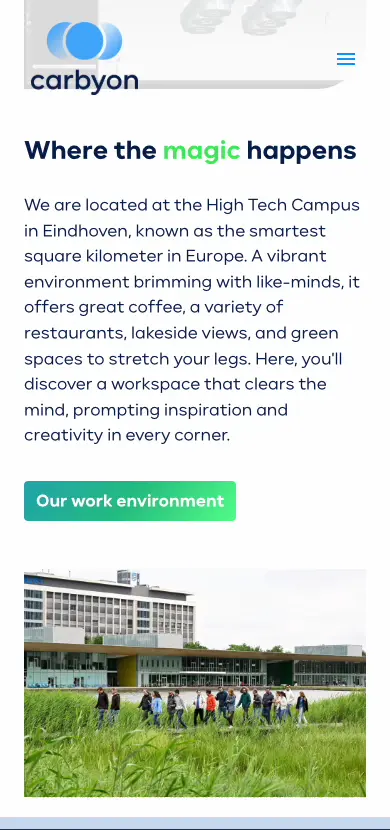 carbyon
Where the magic happens
We are located at the High Tech Campus
in Eindhoven, known as the smartest
square kilometer in Europe. A vibrant
environment brimming with like-minds, it
offers great coffee, a variety of
restaurants, lakeside views, and green
spaces to stretch your legs. Here, you'll
discover a workspace that clears the
mind, prompting inspiration and
creativity in every corner.
Our work environment